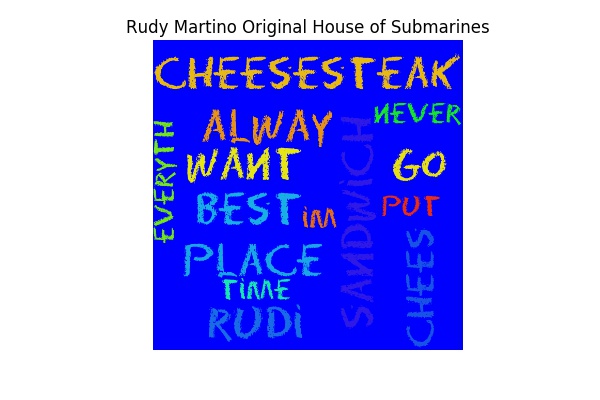 Rudy Martino Original House of Submarines
CHEESESTEAK
NEVER
ALWAY
WANT
GO
EVERYTH
SANDWiCH
BEST
iM
PUT
PLACE
CHEES
TiME
RUDi